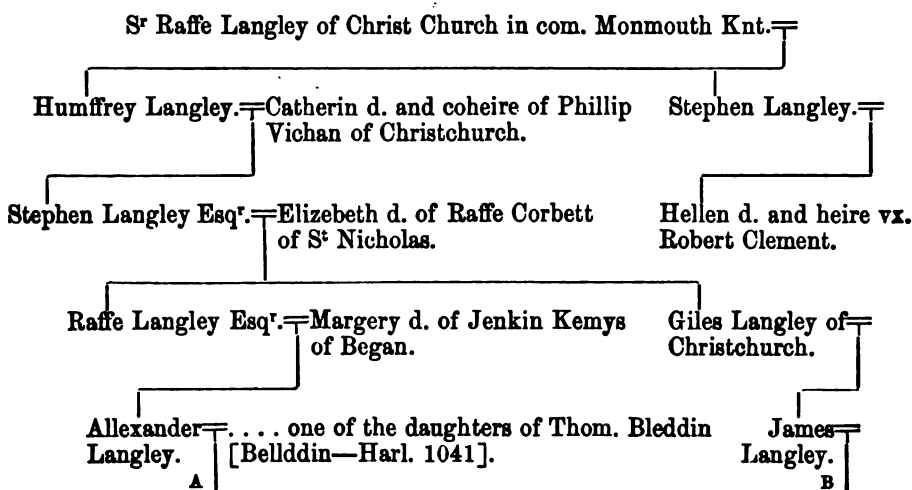 Sʳ Raffe Langley of Christ Church in com. Monmouth Knt.
Humffrey Langley. Catherin d. and coheire of Phillip Stephen Langley.
Vichan of Christchurch.
Stephen Langley Esqʳ. Elizebeth d. of Raffe Corbett Hellen d. and heire vx.
of Sᵗ Nicholas. Robert Clement.
Raffe Langley Esqʳ. Margery d. of Jenkin Kemys Giles Langley of
of Began. Christchurch.
Allexander .... one of the daughters of Thom. Bleddin James
Langley. [Bellddin—Harl. 1041]. Langley.
A B